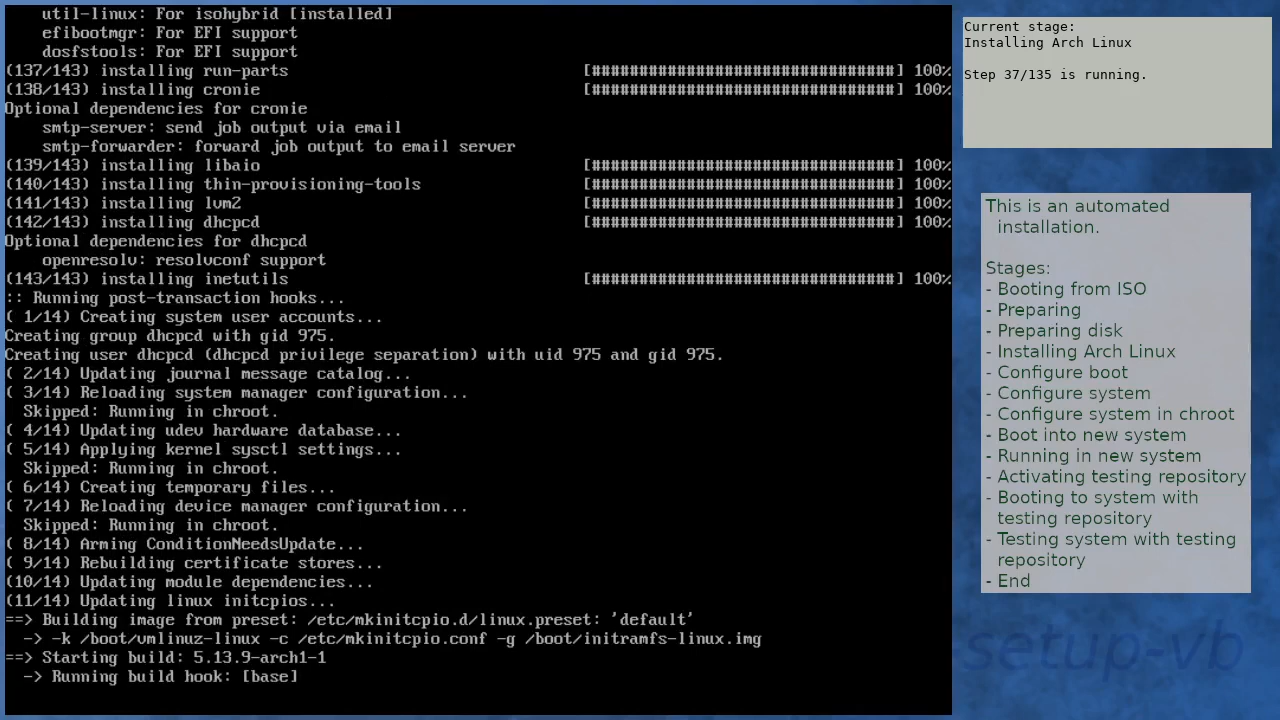 util-linux: For isohybrid [installed]
efibootmgr: For EFI support
dosfstools: For EFI support
(137/143) installing run-parts [################################] 100%
(138/143) installing cronie [################################] 100%
Optional dependencies for cronie
smtp-server: send job output via email
smtp-forwarder: forward job output to email server
(139/143) installing libaio [################################] 100%
(140/143) installing thin-provisioning-tools [################################] 100%
(141/143) installing lvm2 [################################] 100%
(142/143) installing dhcpcd [################################] 100%
Optional dependencies for dhcpcd
openresolv: resolvconf support
(143/143) installing inetutils [################################] 100%
:: Running post-transaction hooks...
( 1/14) Creating system user accounts...
Creating group dhcpcd with gid 975.
Creating user dhcpcd (dhcpcd privilege separation) with uid 975 and gid 975.
( 2/14) Updating journal message catalog...
( 3/14) Reloading system manager configuration...
Skipped: Running in chroot.
( 4/14) Updating udev hardware database...
( 5/14) Applying kernel sysctl settings...
Skipped: Running in chroot.
( 6/14) Creating temporary files...
( 7/14) Reloading device manager configuration...
Skipped: Running in chroot.
( 8/14) Arming ConditionNeedsUpdate...
( 9/14) Rebuilding certificate stores...
(10/14) Updating module dependencies...
(11/14) Updating linux initcpios...
==> Building image from preset: /etc/mkinitcpio.d/linux.preset: 'default'
-> -k /boot/vmlinuz-linux -c /etc/mkinitcpio.conf -g /boot/initramfs-linux.img
==> Starting build: 5.13.9-arch1-1
-> Running build hook: [base]
Current stage:
Installing Arch Linux
Step 37/135 is running.
This is an automated
installation.
Stages:
- Booting from ISO
- Preparing
- Preparing disk
- Installing Arch Linux
- Configure boot
- Configure system
- Configure system in chroot
- Boot into new system
- Running in new system
- Activating testing repository
- Booting to system with
testing repository
- Testing system with testing
repository
- End
-setup-vb